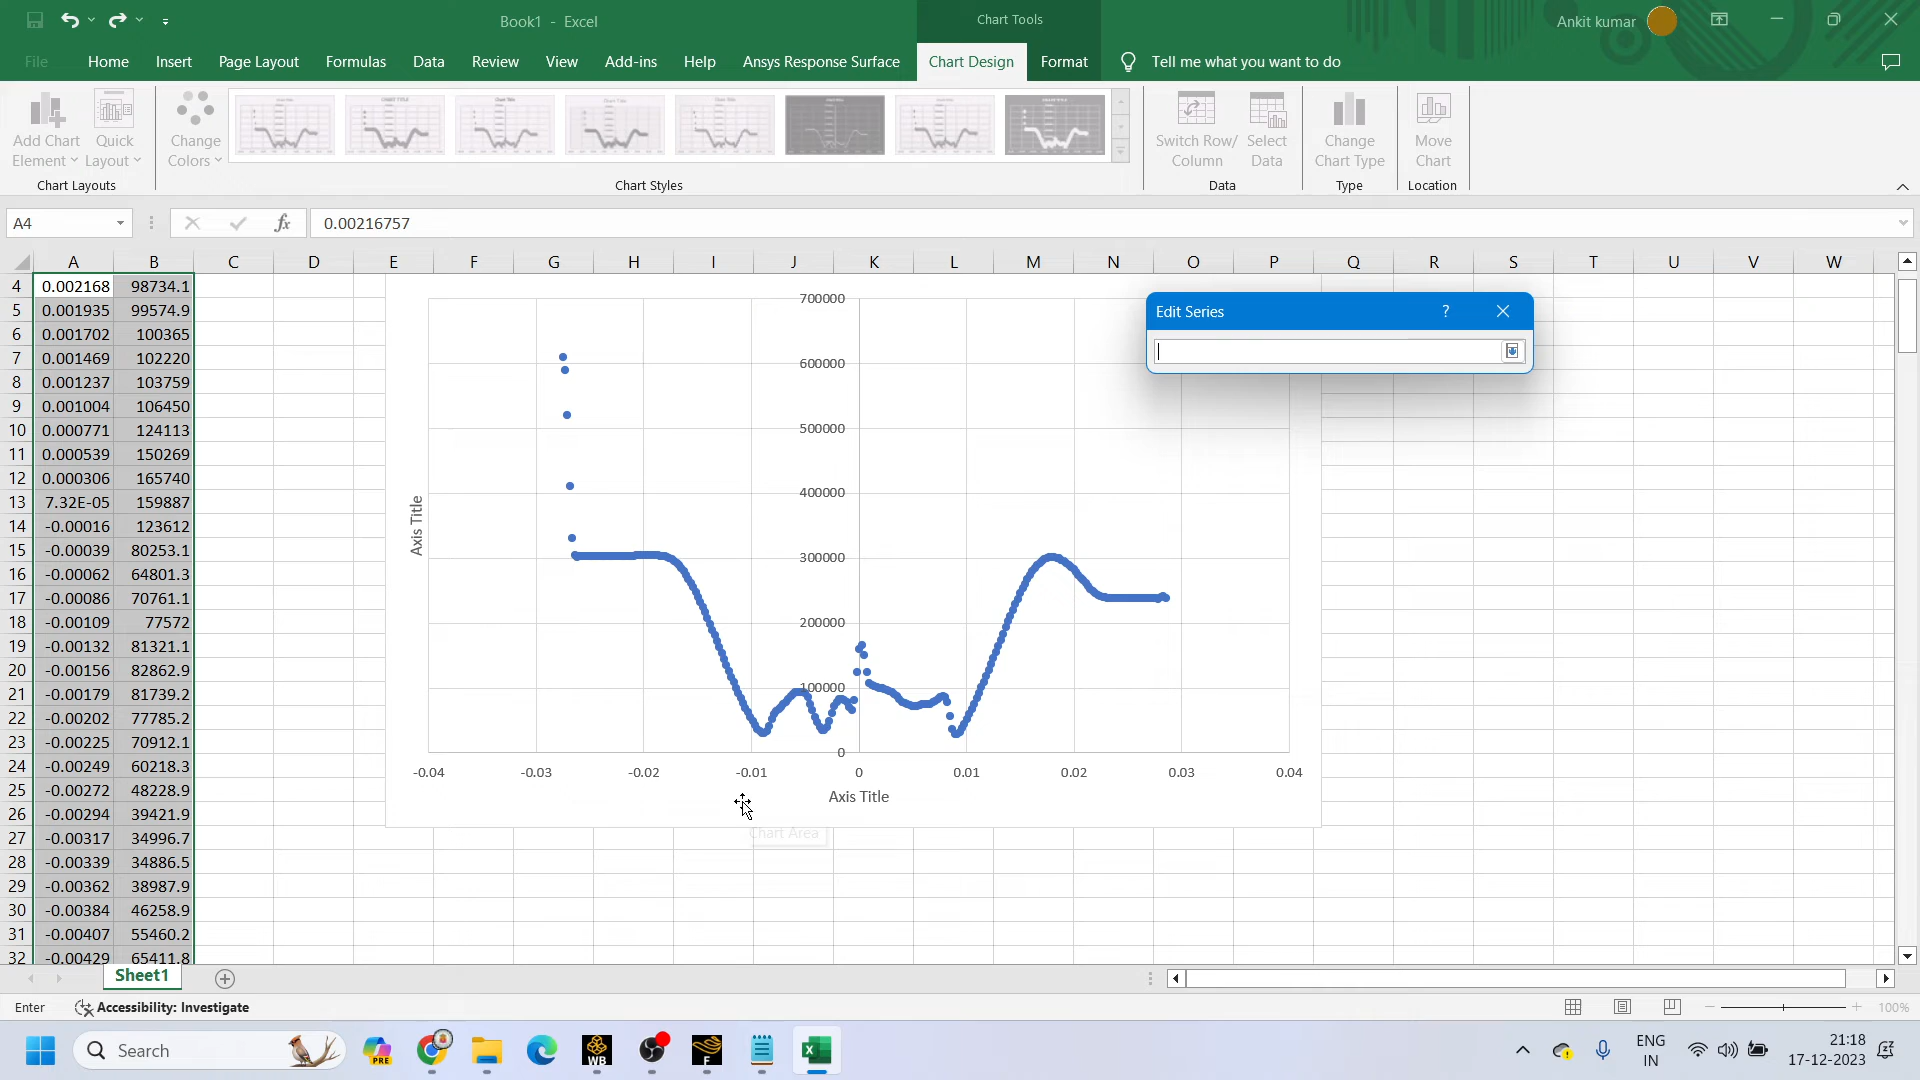 Book1 - Excel
Chart Tools
Ankit kumar
File Home Insert Page Layout Formulas Data Review View Add-ins Help Ansys Response Surface Chart Design Format Tell me what you want to do
Add Chart Element
Quick Layout
Change Colors
Switch Row/ Column
Select Data
Change Chart Type
Move Chart
Chart Layouts
Chart Styles
Data
Type
Location
A4
fx
0.00216757
A B C D E F G H I J K L M N O P Q R S T U V W
4 0.002168 98734.1
5 0.001935 99574.9
6 0.001702 100365
7 0.001469 102220
8 0.001237 103759
9 0.001004 106450
10 0.000771 124113
11 0.000539 150269
12 0.000306 165740
13 7.32E-05 159887
14 -0.00016 123612
15 -0.00039 80253.1
16 -0.00062 64801.3
17 -0.00086 70761.1
18 -0.00109 77572
19 -0.00132 81321.1
20 -0.00156 82862.9
21 -0.00179 81739.2
22 -0.00202 77785.2
23 -0.00225 70912.1
24 -0.00249 60218.3
25 -0.00272 48228.9
26 -0.00294 39421.9
27 -0.00317 34996.7
28 -0.00339 34886.5
29 -0.00362 38987.9
30 -0.00384 46258.9
31 -0.00407 55460.2
32 -0.00429 65411.8
700000
600000
500000
400000
300000
200000
100000
0
Axis Title
-0.04 -0.03 -0.02 -0.01 0 0.01 0.02 0.03 0.04
Axis Title
Chart Area
Edit Series
?
Sheet1
Enter
Accessibility: Investigate
100%
Search
PRE
WB
F
ENG
IN
21:18
17-12-2023